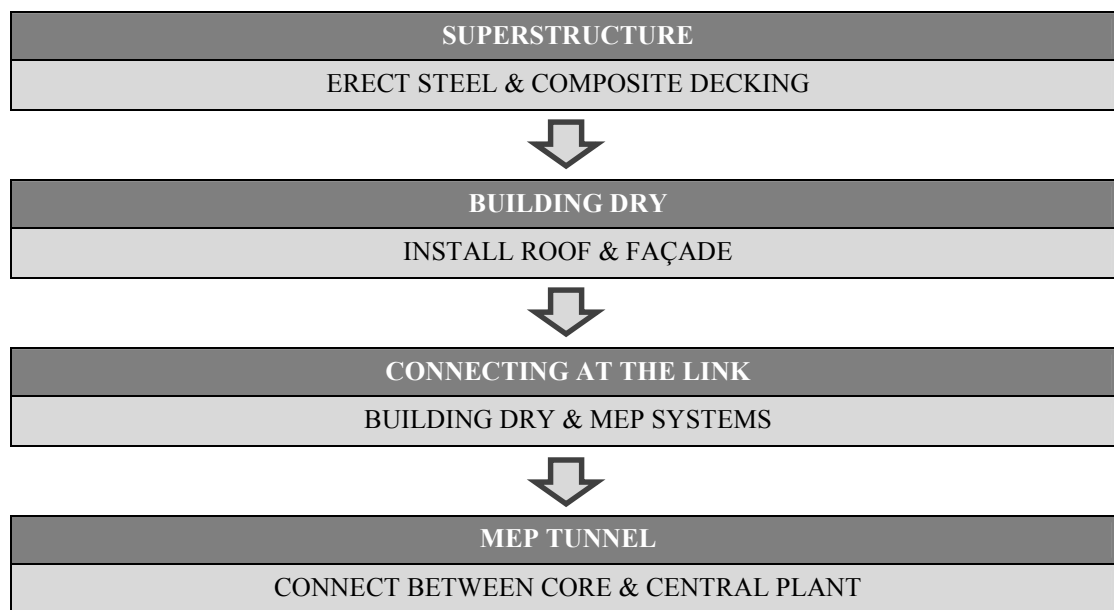 SUPERSTRUCTURE
ERECT STEEL & COMPOSITE DECKING
BUILDING DRY
INSTALL ROOF & FAÇADE
CONNECTING AT THE LINK
BUILDING DRY & MEP SYSTEMS
MEP TUNNEL
CONNECT BETWEEN CORE & CENTRAL PLANT